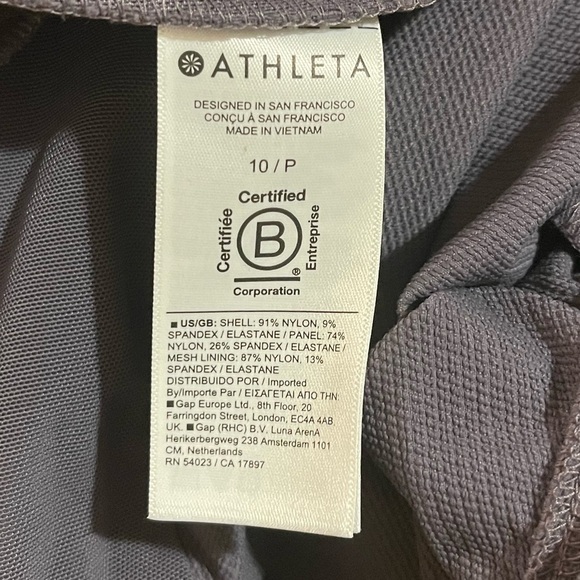 ATHLETA
DESIGNED IN SAN FRANCISCO
CONÇU À SAN FRANCISCO
MADE IN VIETNAM
10 / P
Certified
Certifiée
B
Entreprise
®
Corporation
■ US/GB: SHELL: 91% NYLON, 9%
SPANDEX / ELASTANE / PANEL: 74%
NYLON, 26% SPANDEX / ELASTANE /
MESH LINING: 87% NYLON, 13%
SPANDEX / ELASTANE
DISTRIBUIDO POR / Imported
By/Importe Par / ΕΙΣΑΓΕΤΑΙ ΑΠΟ ΤΗΝ:
■ Gap Europe Ltd., 8th Floor, 20
Farringdon Street, London, EC4A 4AB
UK. ■ Gap (RHC) B.V. Luna ArenA
Herikerbergweg 238 Amsterdam 1101
CM, Netherlands
RN 54023 / CA 17897